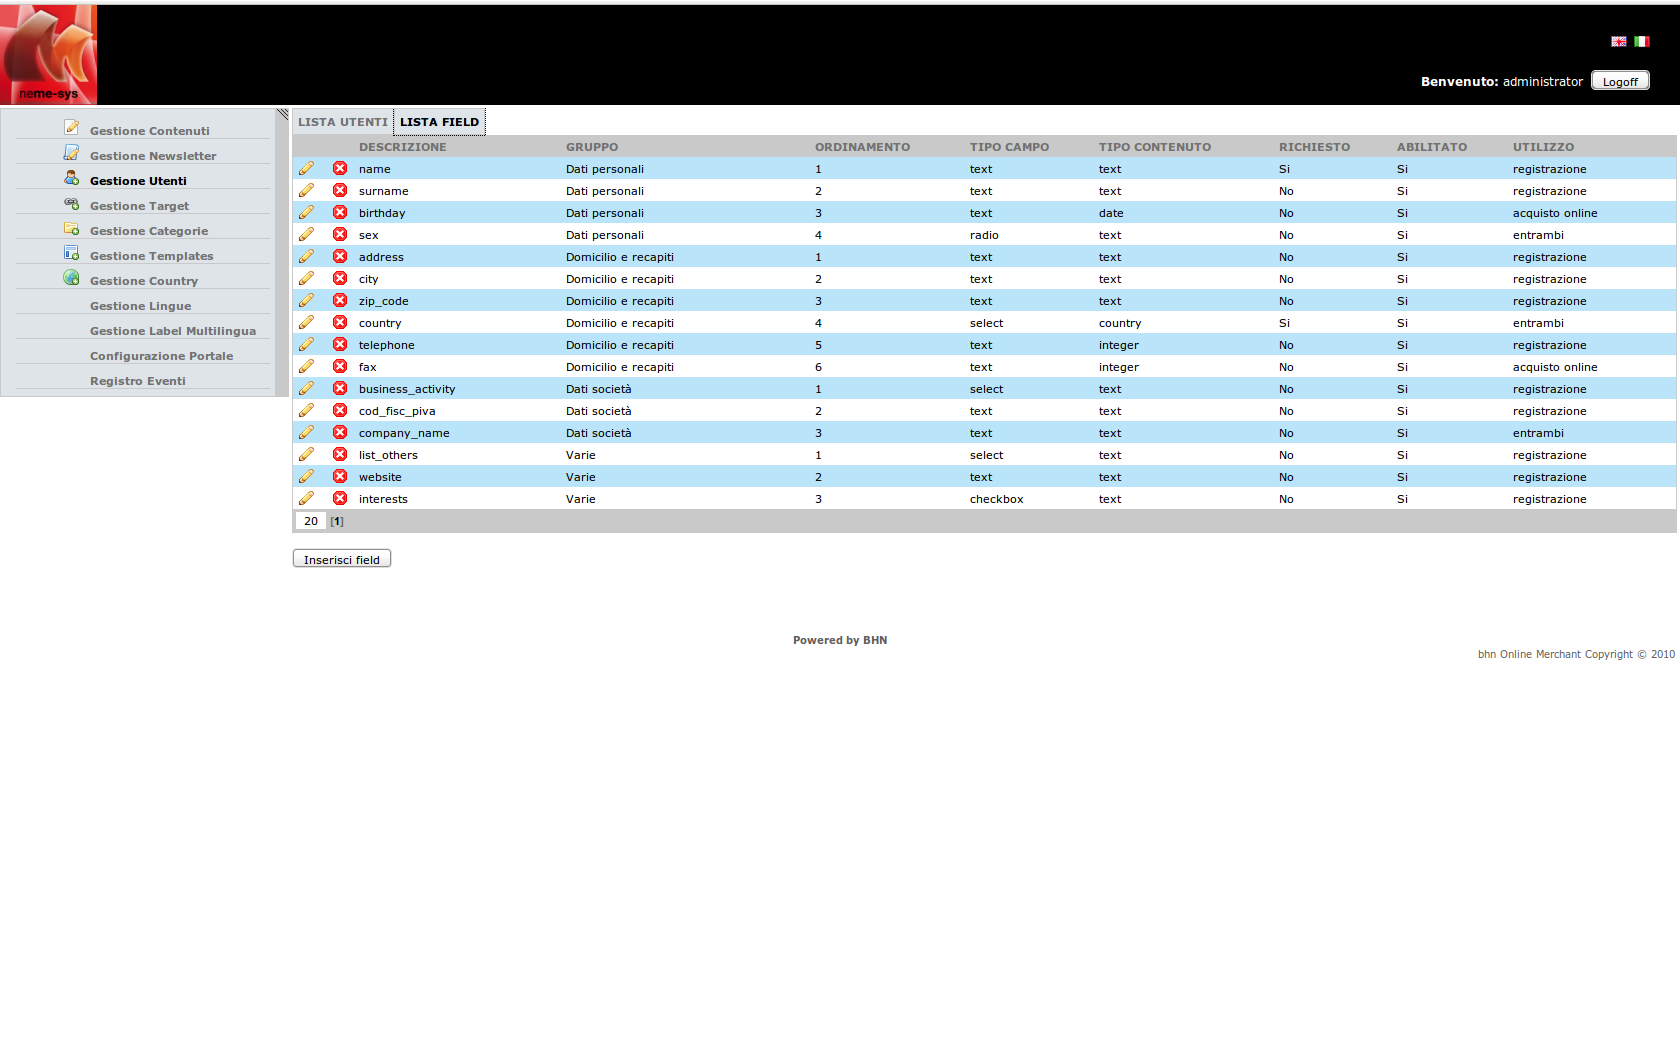 neme-sys
Benvenuto: administrator Logoff
Gestione Contenuti
Gestione Newsletter
Gestione Utenti
Gestione Target
Gestione Categorie
Gestione Templates
Gestione Country
Gestione Lingue
Gestione Label Multilingua
Configurazione Portale
Registro Eventi
LISTA UTENTI LISTA FIELD
DESCRIZIONE GRUPPO ORDINAMENTO TIPO CAMPO TIPO CONTENUTO RICHIESTO ABILITATO UTILIZZO
name Dati personali 1 text text Si Si registrazione
surname Dati personali 2 text text No Si registrazione
birthday Dati personali 3 text date No Si acquisto online
sex Dati personali 4 radio text No Si entrambi
address Domicilio e recapiti 1 text text No Si registrazione
city Domicilio e recapiti 2 text text No Si registrazione
zip_code Domicilio e recapiti 3 text text No Si registrazione
country Domicilio e recapiti 4 select country Si Si entrambi
telephone Domicilio e recapiti 5 text integer No Si registrazione
fax Domicilio e recapiti 6 text integer No Si acquisto online
business_activity Dati società 1 select text No Si registrazione
cod_fisc_piva Dati società 2 text text No Si registrazione
company_name Dati società 3 text text No Si entrambi
list_others Varie 1 select text No Si registrazione
website Varie 2 text text No Si registrazione
interests Varie 3 checkbox text No Si registrazione
20 [1]
Inserisci field
Powered by BHN
bhn Online Merchant Copyright © 2010